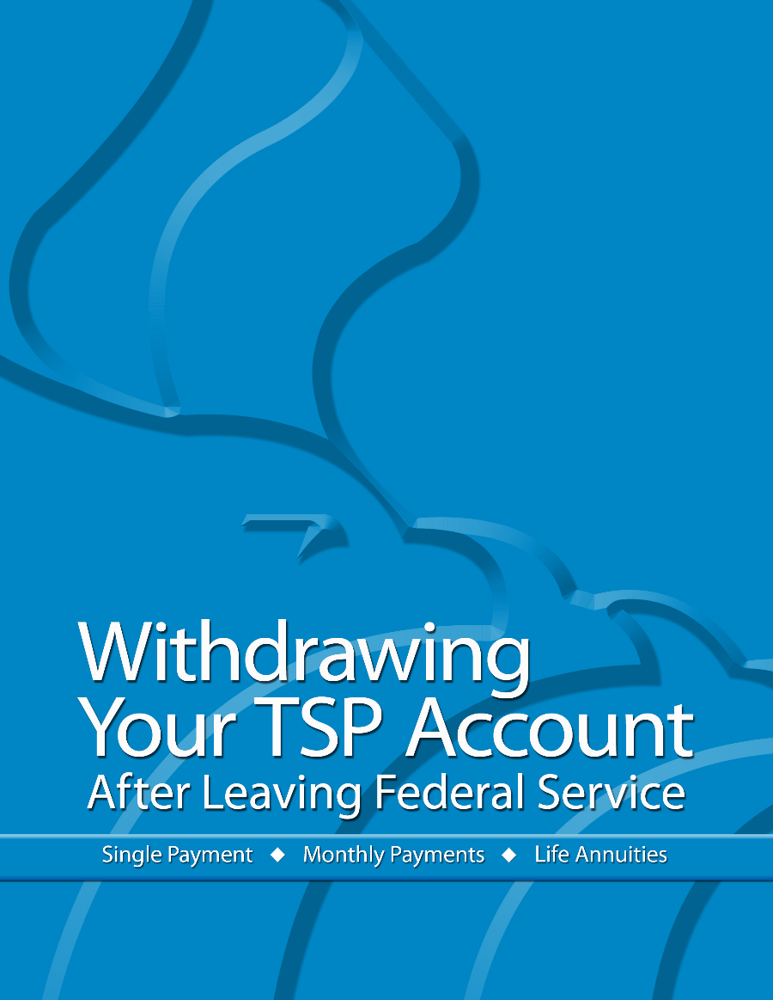 Withdrawing
Your TSP Account
After Leaving Federal Service
Single Payment ◆ Monthly Payments ◆ Life Annuities